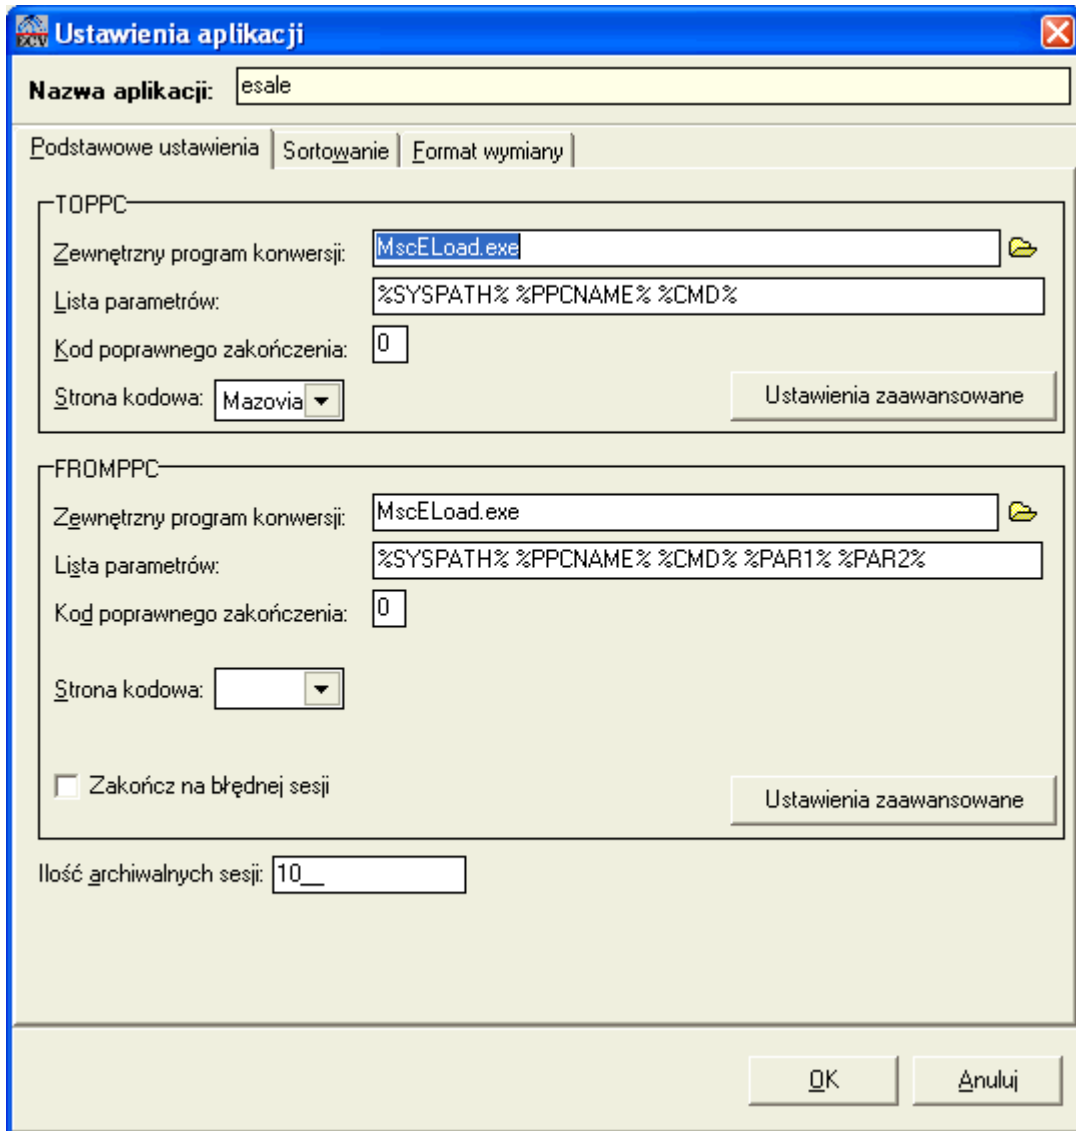 Ustawienia aplikacji
Nazwa aplikacji: esale
Podstawowe ustawienia Sortowanie Format wymiany
TOPPC
Zewnętrzny program konwersji: MscELoad.exe
Lista parametrów: %SYSPATH% %PPCNAME% %CMD%
Kod poprawnego zakończenia: 0
Strona kodowa: Mazovia Ustawienia zaawansowane
FROMPPC
Zewnętrzny program konwersji: MscELoad.exe
Lista parametrów: %SYSPATH% %PPCNAME% %CMD% %PAR1% %PAR2%
Kod poprawnego zakończenia: 0
Strona kodowa:
Zakończ na błędnej sesji Ustawienia zaawansowane
Ilość archiwalnych sesji: 10__
OK Anuluj